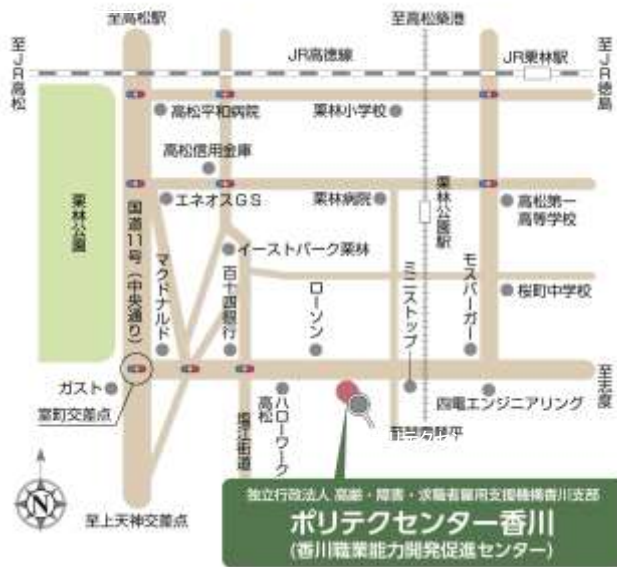 至高松駅
至高松築港
至JR高松
JR高徳線
JR栗林駅
至JR徳島
高松平和病院
栗林小学校
高松信用金庫
栗林公園
国道11号(中央通り)
エネオスGS
栗林病院
栗林公園駅
高松第一
高等学校
イーストパーク栗林
マクドナルド
百十四銀行
ローソン
ミニストップ
モスバーガー
桜町中学校
ガスト
室町交差点
高松
ハローワーク
四電エンジニアリング
至志度
塩江街道
N
至上天神交差点
独立行政法人 高齢・障害・求職者雇用支援機構香川支部
ポリテクセンター香川
(香川職業能力開発促進センター)